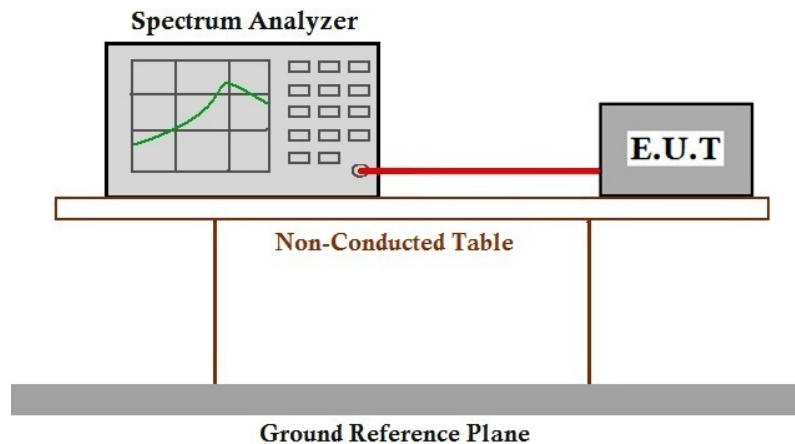 Spectrum Analyzer
E.U.T
Non-Conducted Table
Ground Reference Plane